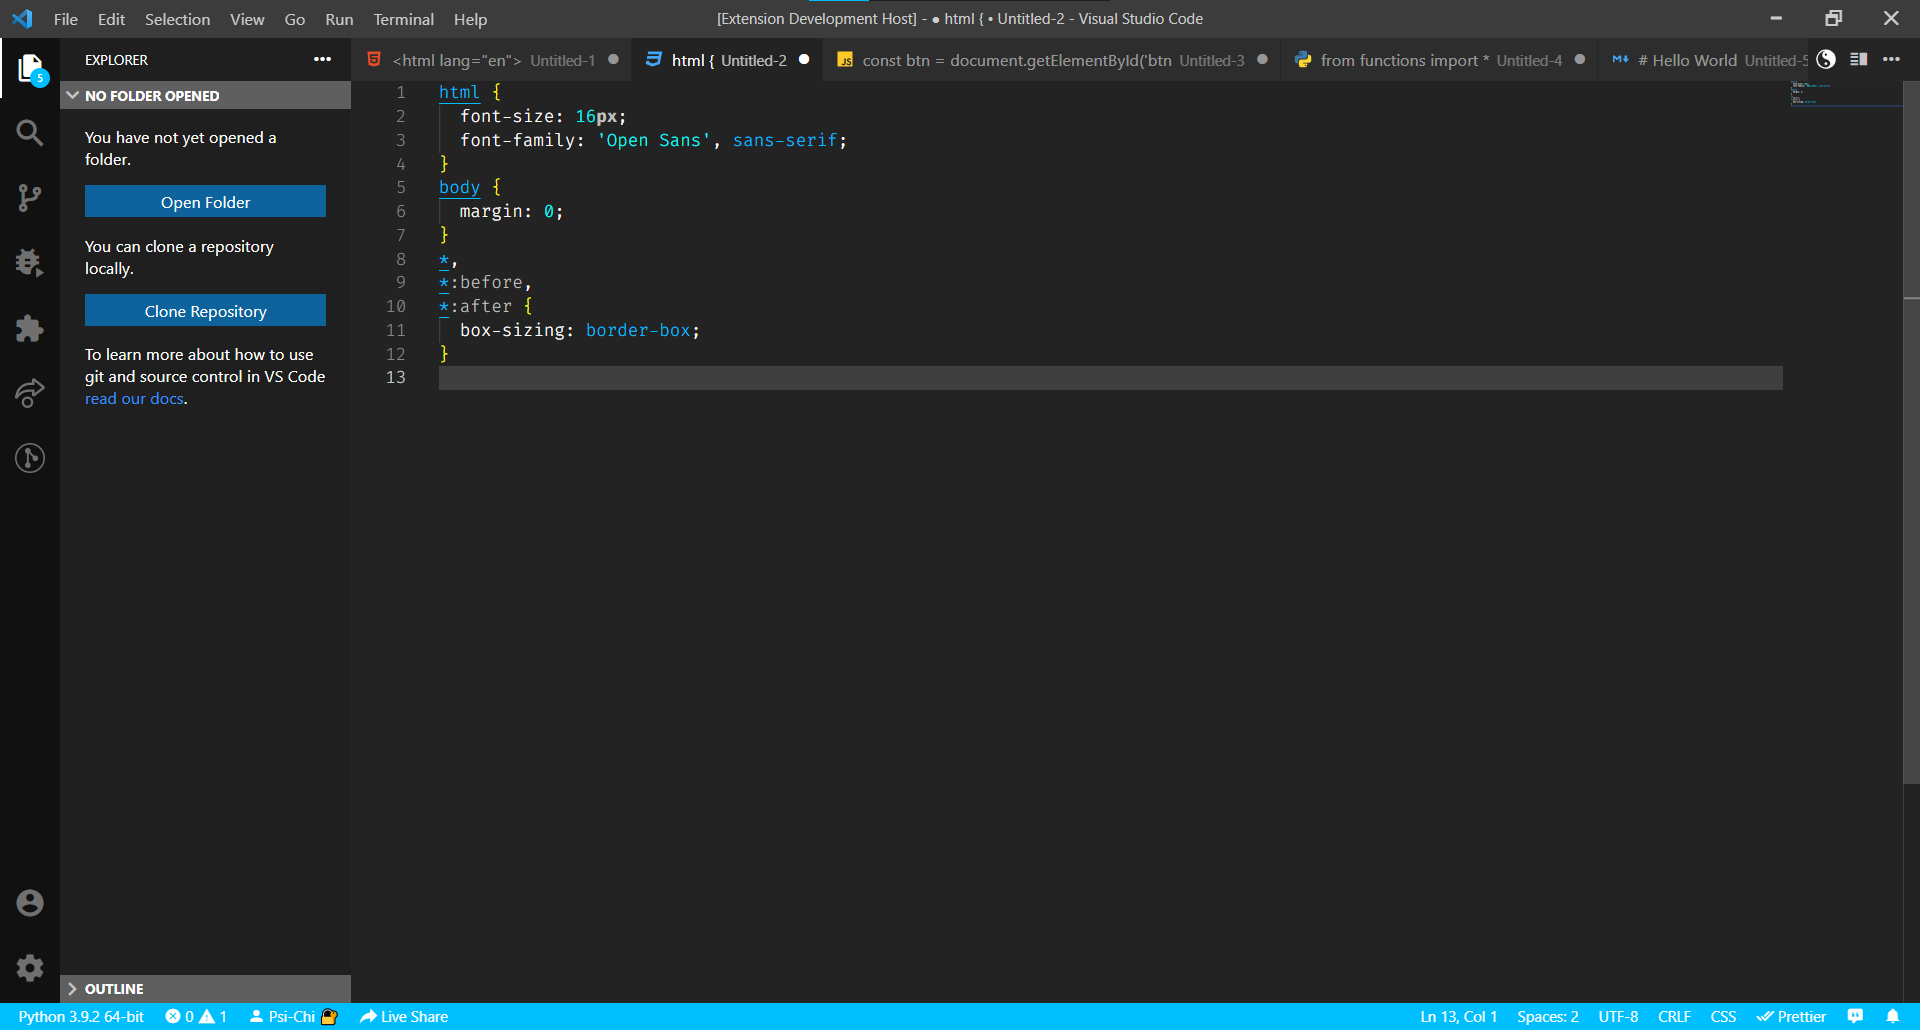 File Edit Selection View Go Run Terminal Help
[Extension Development Host] - ● html { • Untitled-2 - Visual Studio Code
5
EXPLORER
NO FOLDER OPENED
You have not yet opened a
folder.
Open Folder
You can clone a repository
locally.
Clone Repository
To learn more about how to use
git and source control in VS Code
read our docs.
OUTLINE
<html lang="en"> Untitled-1
html { Untitled-2
JS const btn = document.getElementById('btn Untitled-3
from functions import * Untitled-4
# Hello World Untitled-5
1 html {
2 font-size: 16px;
3 font-family: 'Open Sans', sans-serif;
4 }
5 body {
6 margin: 0;
7 }
8 *,
9 *:before,
10 *:after {
11 box-sizing: border-box;
12 }
13
Python 3.9.2 64-bit 0 1 Psi-Chi Live Share
Ln 13, Col 1 Spaces: 2 UTF-8 CRLF CSS Prettier